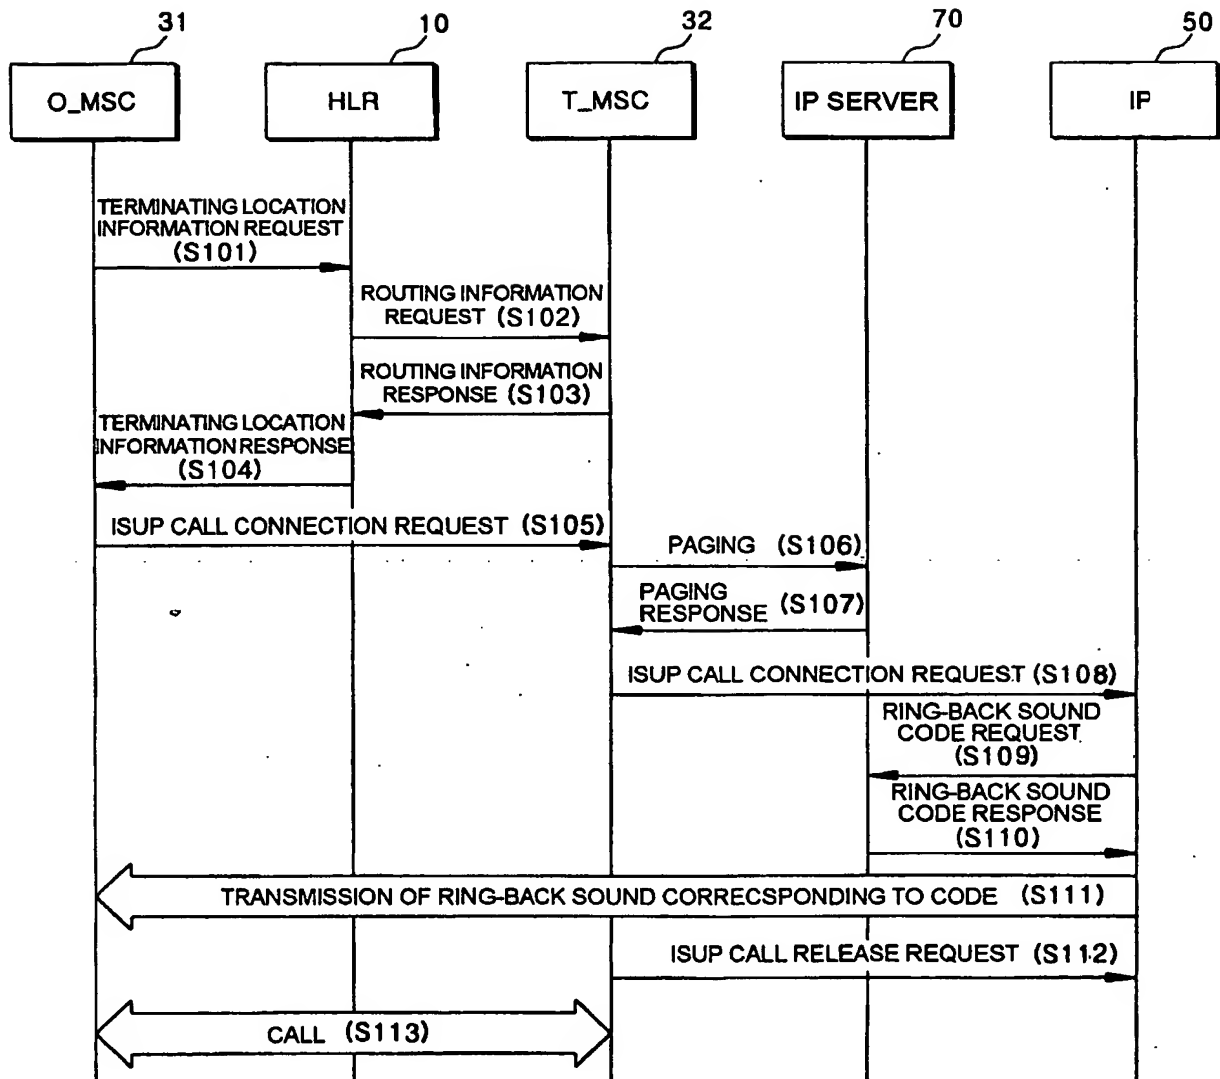 31
10
32
70
50
O_MSC
HLR
T_MSC
IP SERVER
IP
TERMINATING LOCATION
INFORMATION REQUEST
(S101)
ROUTING INFORMATION
REQUEST (S102)
ROUTING INFORMATION
RESPONSE (S103)
TERMINATING LOCATION
INFORMATION RESPONSE
(S104)
ISUP CALL CONNECTION REQUEST (S105)
PAGING (S106)
PAGING
RESPONSE (S107)
ISUP CALL CONNECTION REQUEST (S108)
RING-BACK SOUND
CODE REQUEST
(S109)
RING-BACK SOUND
CODE RESPONSE
(S110)
TRANSMISSION OF RING-BACK SOUND CORRECSPONDING TO CODE (S111)
ISUP CALL RELEASE REQUEST (S112)
CALL (S113)